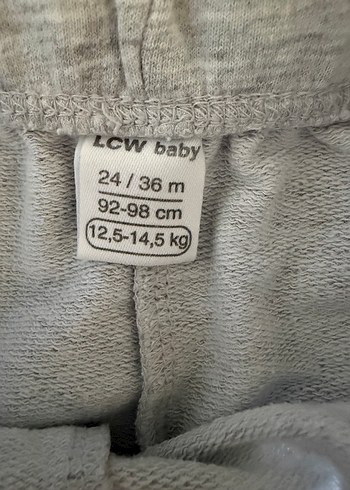 LCW baby
24 / 36 m
92-98 cm
12,5-14,5 kg